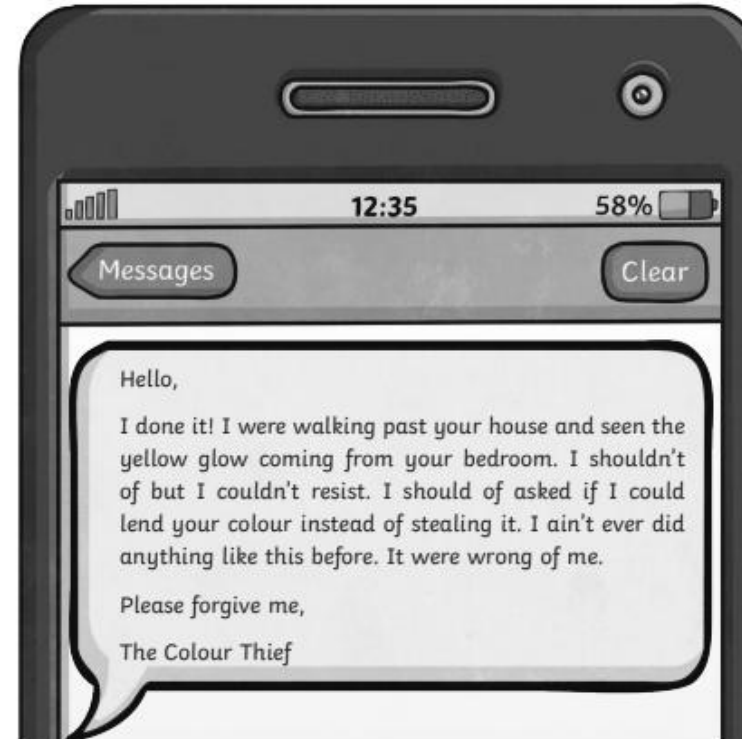 12:35 58%
Messages Clear
Hello,
I done it! I were walking past your house and seen the
yellow glow coming from your bedroom. I shouldn't
of but I couldn't resist. I should of asked if I could
lend your colour instead of stealing it. I ain't ever did
anything like this before. It were wrong of me.
Please forgive me,
The Colour Thief